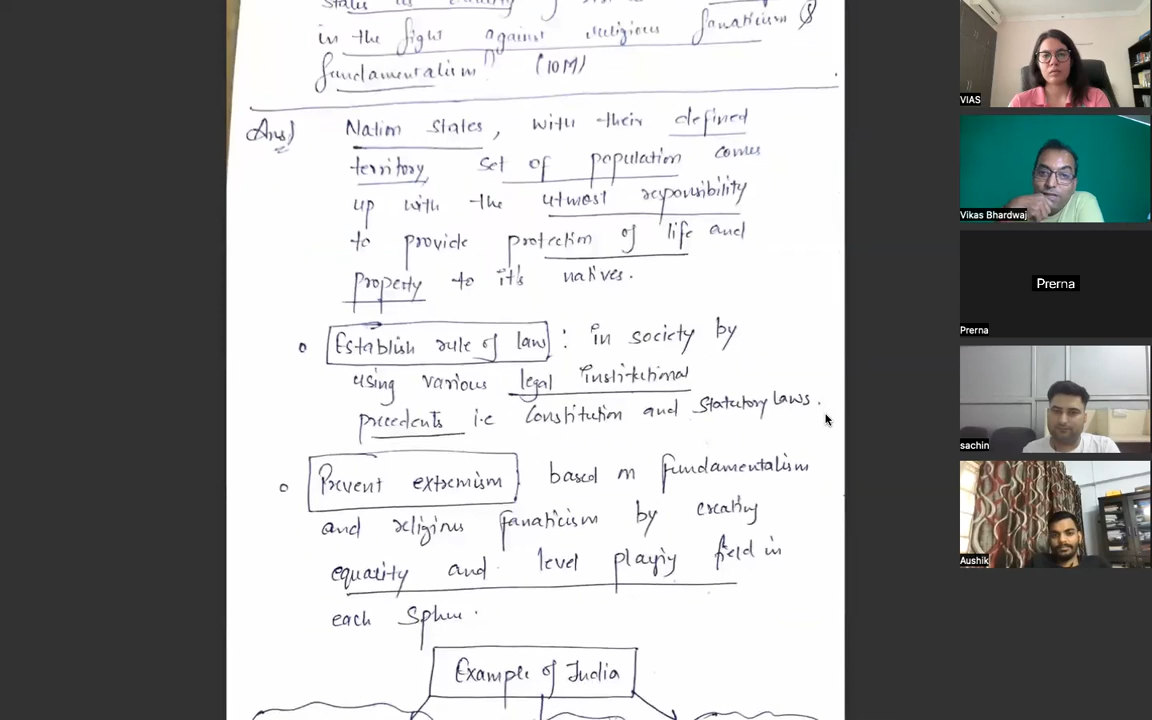 in the fight against religious fanaticism &
fundamentalism" (10M)
Ans) Nation States, with their defined
territory, set of population comes
up with the utmost responsibility
to provide protection of life and
property to it's natives.
o Establish rule of law : in society by
using various legal institutional
precedents i.e Constitution and Statutory Laws.
o Prevent extremism based on fundamentalism
and religious fanaticism by creating
equality and level playing field in
each Sphere.
Example of India
VIAS
Vikas Bhardwaj
Prerna
Prerna
sachin
Aushik